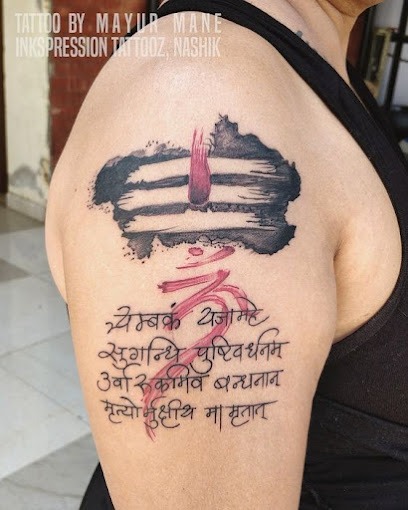 TATTOO BY MAYUR MANE
INKSPRESSION TATTOOZ, NASHIK
ॐ
त्र्यम्बकं यजामहे
सुगन्धि पुष्टिवर्धनम
उर्वारुकमिव बन्धनान
मृत्योर्मुक्षीय मा मृतात्